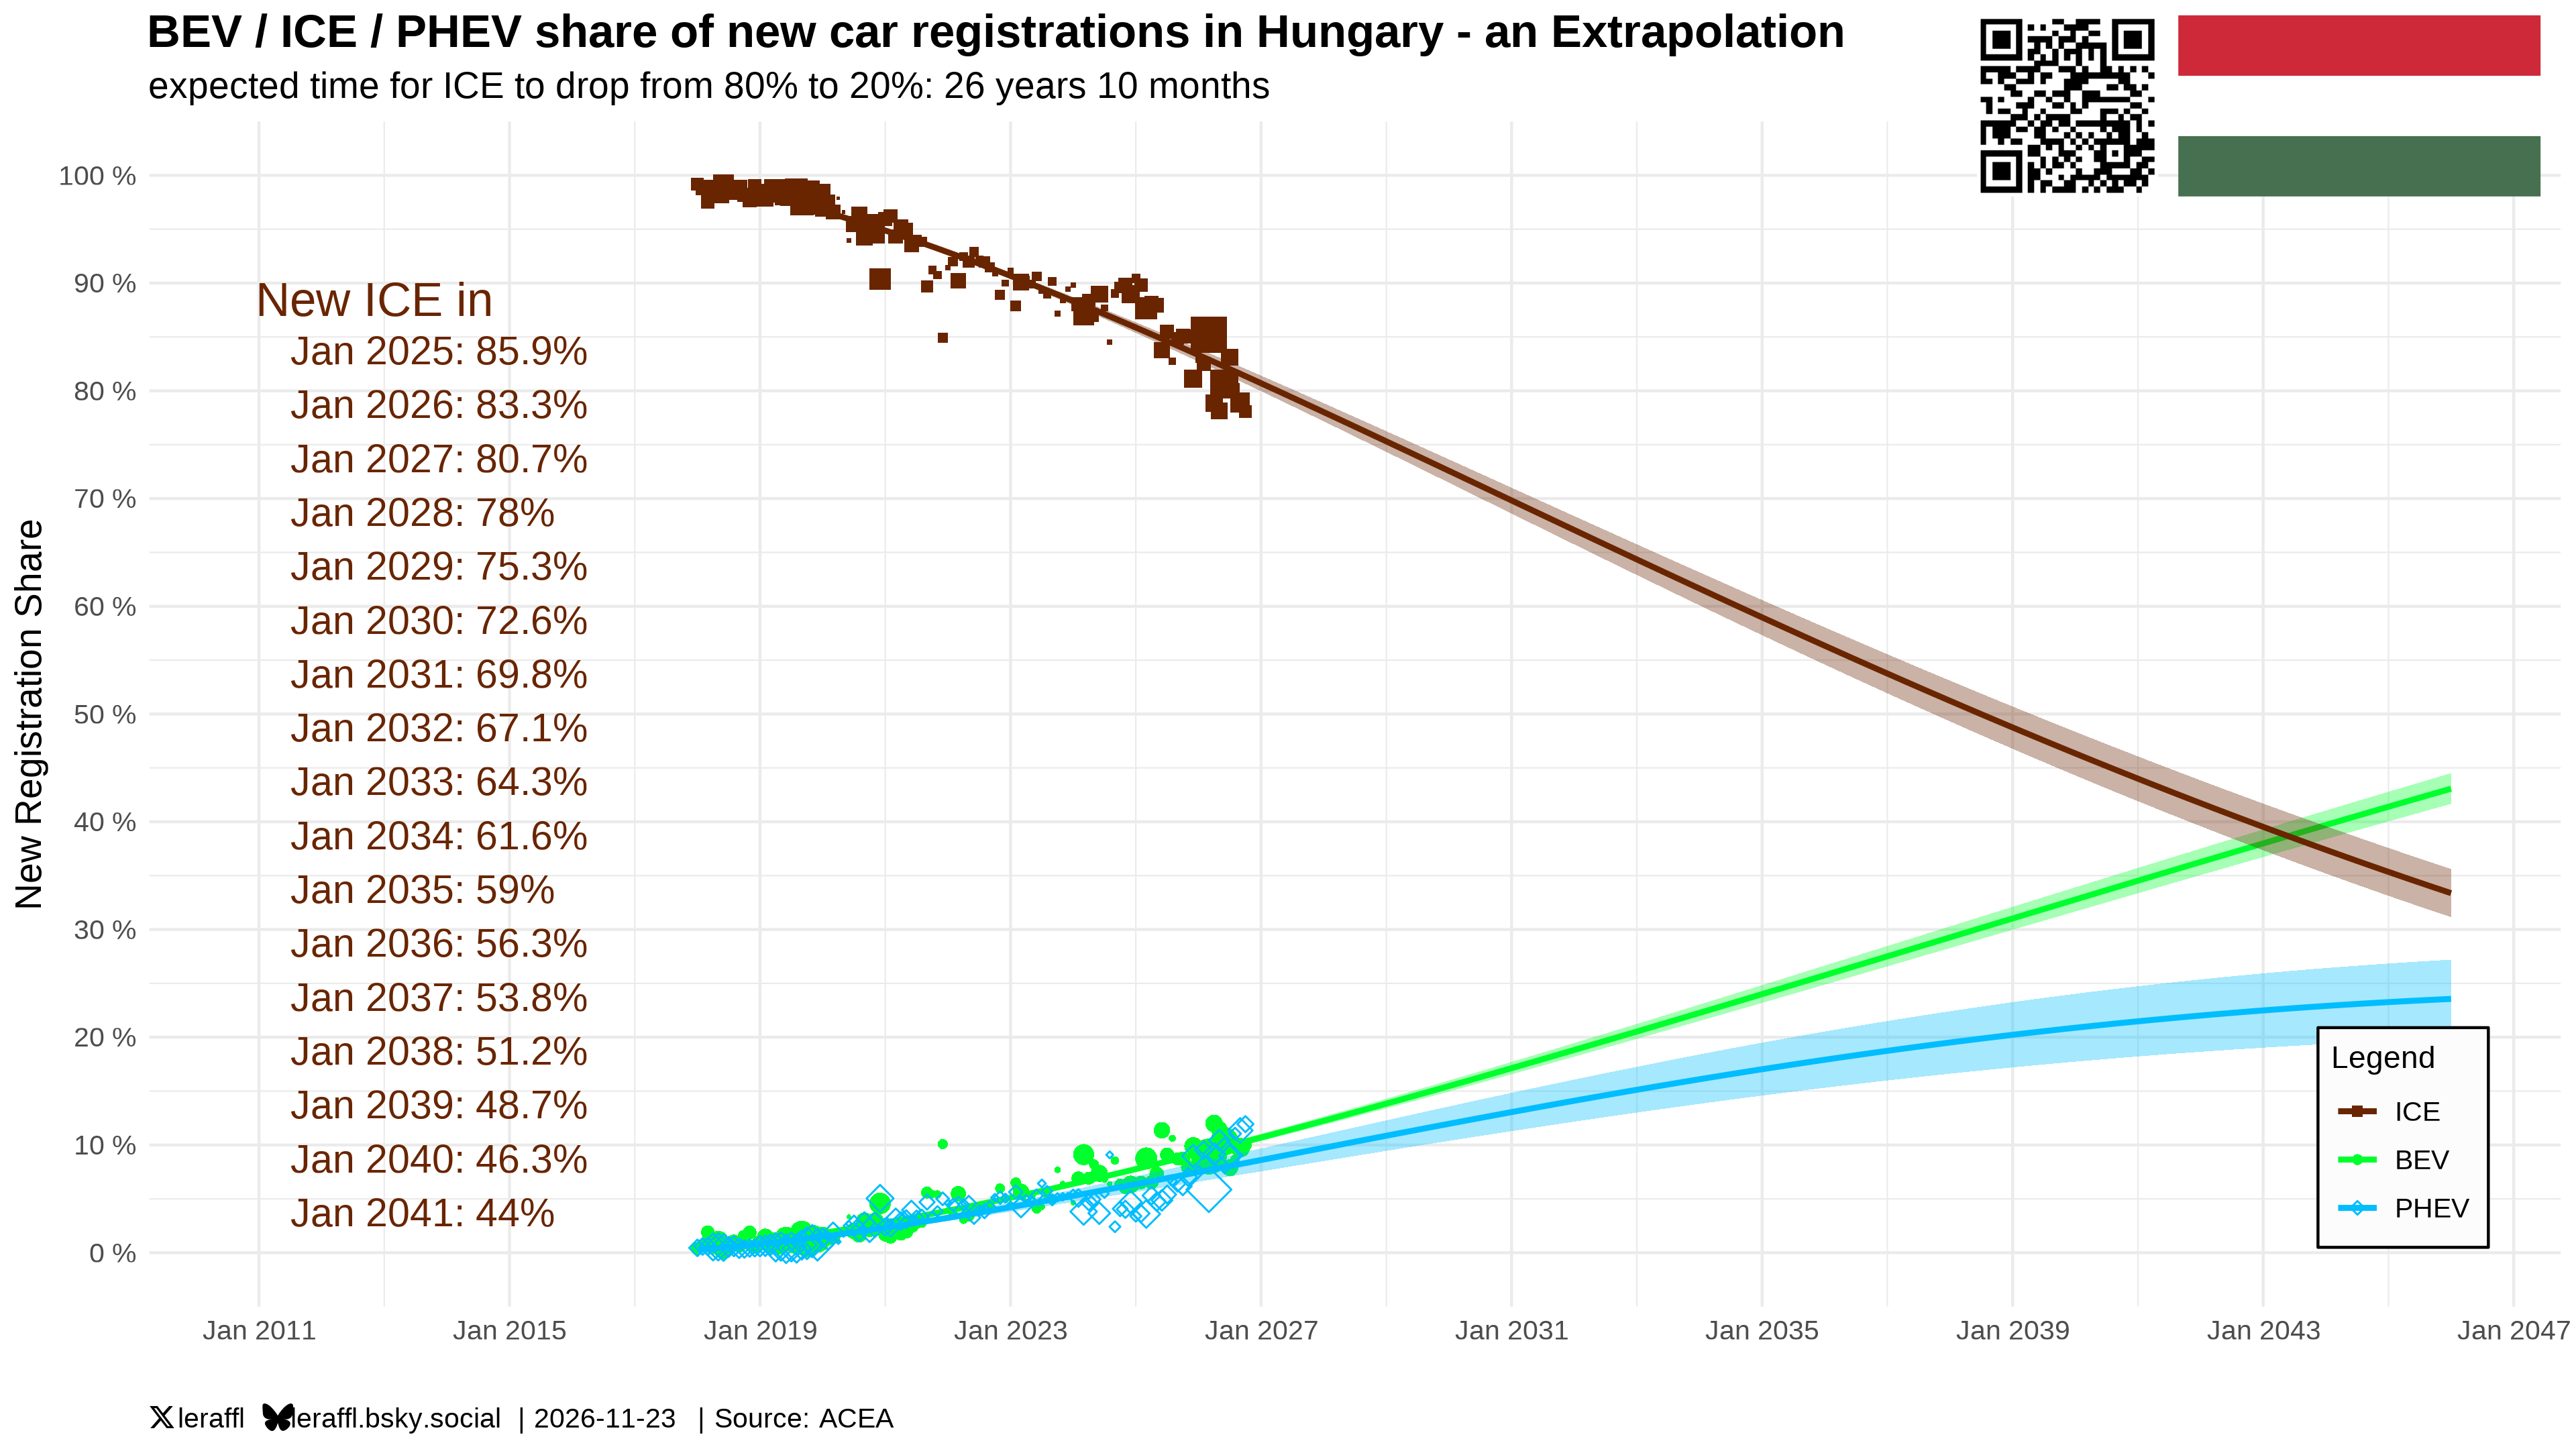 BEV / ICE / PHEV share of new car registrations in Hungary - an Extrapolation
expected time for ICE to drop from 80% to 20%: 26 years 10 months
New Registration Share
100 %
90 %
80 %
70 %
60 %
50 %
40 %
30 %
20 %
10 %
0 %
New ICE in
Jan 2025: 85.9%
Jan 2026: 83.3%
Jan 2027: 80.7%
Jan 2028: 78%
Jan 2029: 75.3%
Jan 2030: 72.6%
Jan 2031: 69.8%
Jan 2032: 67.1%
Jan 2033: 64.3%
Jan 2034: 61.6%
Jan 2035: 59%
Jan 2036: 56.3%
Jan 2037: 53.8%
Jan 2038: 51.2%
Jan 2039: 48.7%
Jan 2040: 46.3%
Jan 2041: 44%
Legend
ICE
BEV
PHEV
Jan 2011 Jan 2015 Jan 2019 Jan 2023 Jan 2027 Jan 2031 Jan 2035 Jan 2039 Jan 2043 Jan 2047
leraffl leraffl.bsky.social | 2026-11-23 | Source: ACEA